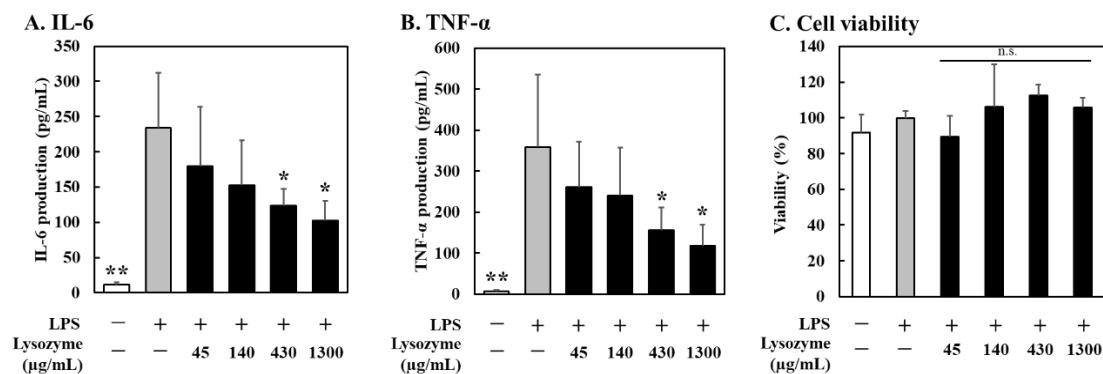 A. IL-6
IL-6 production (pg/mL)
350
300
250
200
150
100
50
0
**
*
*
LPS − + + + + +
Lysozyme − − 45 140 430 1300
(µg/mL)
B. TNF-α
TNF-α production (pg/mL)
600
500
400
300
200
100
0
**
*
*
LPS − + + + + +
Lysozyme − − 45 140 430 1300
(µg/mL)
C. Cell viability
Viability (%)
140
120
100
80
60
40
20
0
n.s.
LPS − + + + + +
Lysozyme − − 45 140 430 1300
(µg/mL)